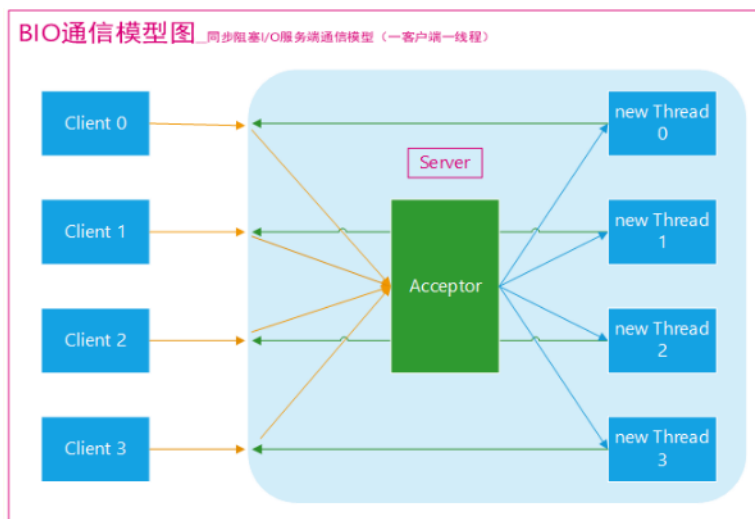 BIO通信模型图__同步阻塞I/O服务端通信模型（一客户端一线程）
Client 0
new Thread
0
Server
Client 1
new Thread
1
Acceptor
Client 2
new Thread
2
Client 3
new Thread
3